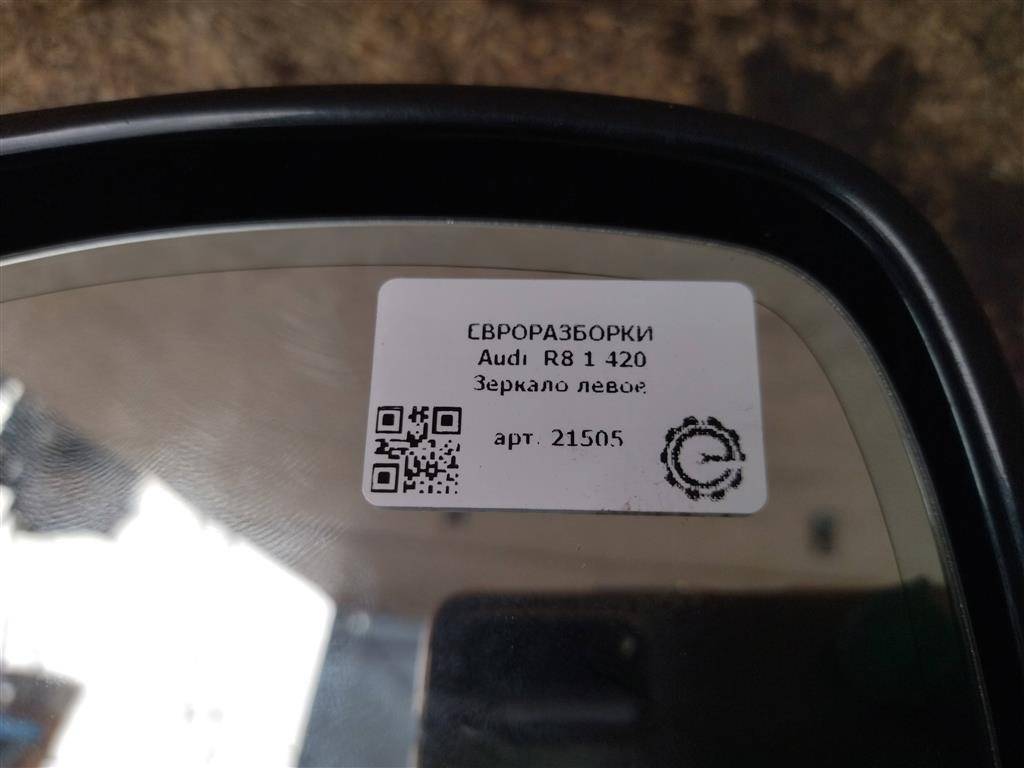 ЕВРОРАЗБОРКИ
Audi R8 1 420
Зеркало левое
арт. 21505